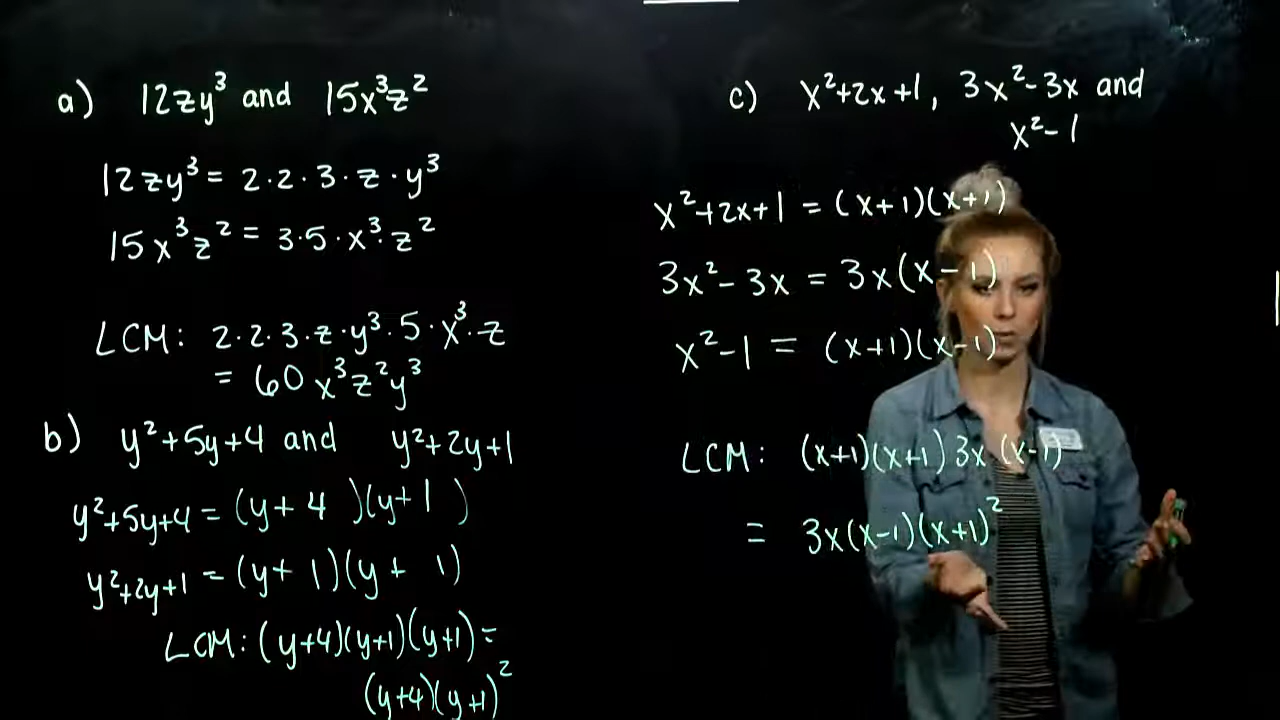 a) 12zy³ and 15x³z²
12zy³ = 2·2·3·z·y³
15x³z² = 3·5·x³·z²
LCM: 2·2·3·z·y³·5·x³·z
= 60x³z²y³
b) y²+5y+4 and y²+2y+1
y²+5y+4 = (y+4)(y+1)
y²+2y+1 = (y+1)(y+1)
LCM: (y+4)(y+1)(y+1) =
(y+4)(y+1)²
c) x²+2x+1, 3x²-3x and
x²-1
x²+2x+1 = (x+1)(x+1)
3x²-3x = 3x(x-1)
x²-1 = (x+1)(x-1)
LCM: (x+1)(x+1)3x(x-1)
= 3x(x-1)(x+1)²